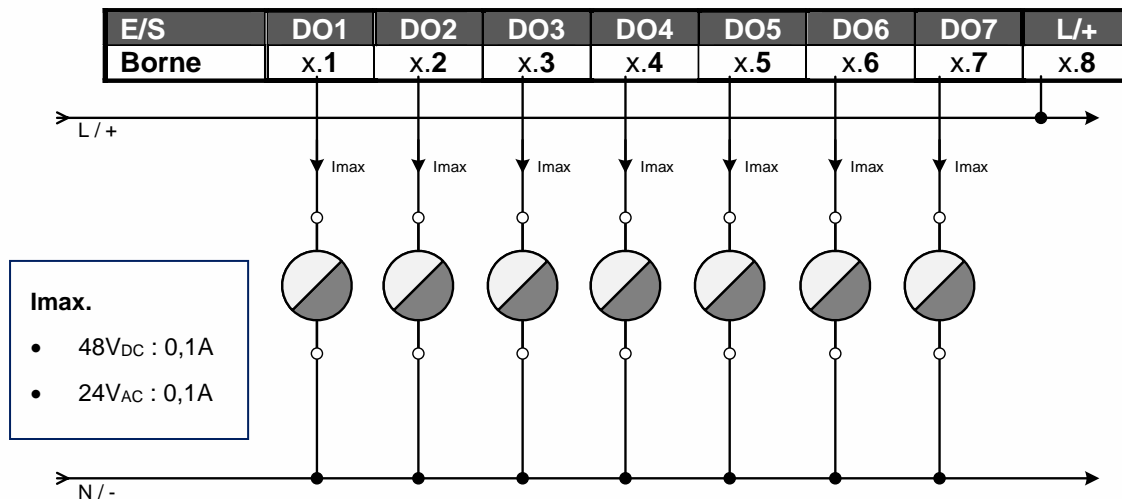 E/S DO1 DO2 DO3 DO4 DO5 DO6 DO7 L/+
Borne x.1 x.2 x.3 x.4 x.5 x.6 x.7 x.8
L / +
Imax Imax Imax Imax Imax Imax Imax
Imax.
• 48VDC : 0,1A
• 24VAC : 0,1A
N / -